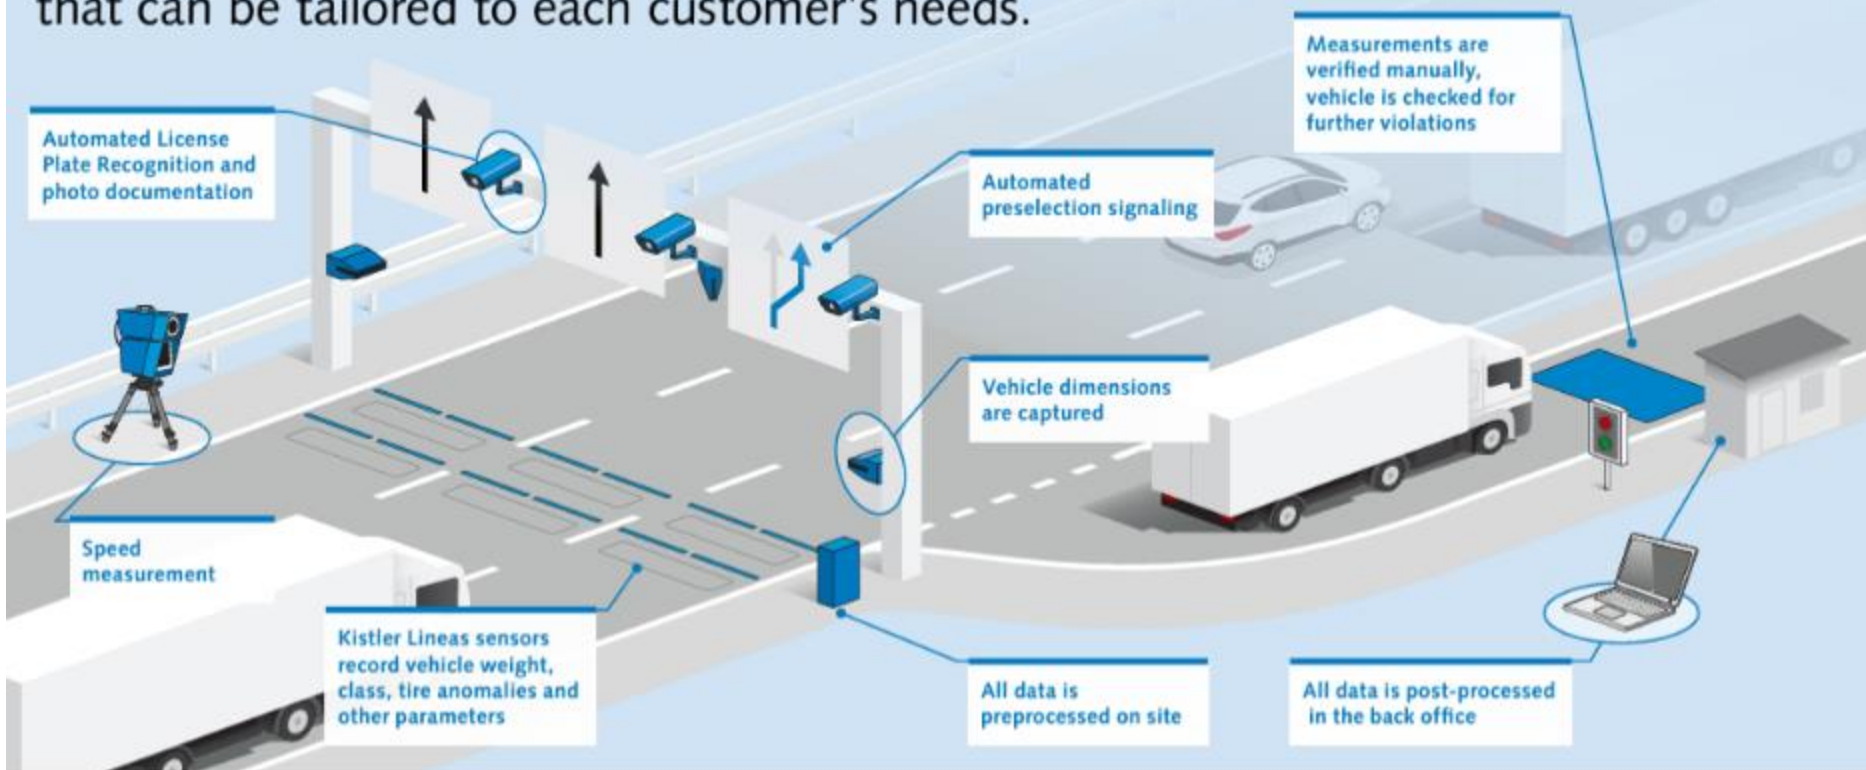 that can be tailored to each customer's needs.
Measurements are
verified manually,
vehicle is checked for
further violations
Automated License
Plate Recognition and
photo documentation
Automated
preselection signaling
Vehicle dimensions
are captured
Speed
measurement
Kistler Lineas sensors
record vehicle weight,
class, tire anomalies and
other parameters
All data is
preprocessed on site
All data is post-processed
in the back office